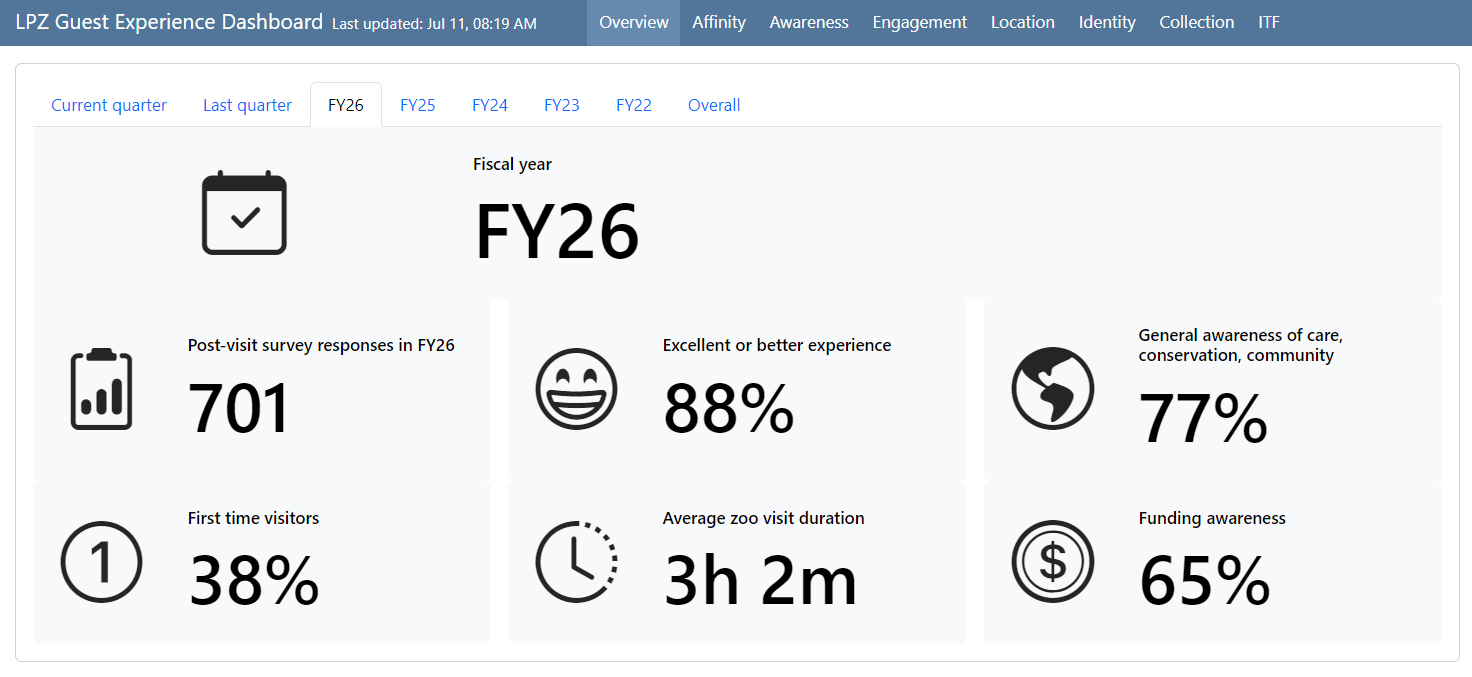 LPZ Guest Experience Dashboard Last updated: Jul 11, 08:19 AM Overview Affinity Awareness Engagement Location Identity Collection ITF
Current quarter Last quarter FY26 FY25 FY24 FY23 FY22 Overall
Fiscal year
FY26
Post-visit survey responses in FY26
701
Excellent or better experience
88%
General awareness of care,
conservation, community
77%
First time visitors
1
38%
Average zoo visit duration
3h 2m
Funding awareness
$
65%